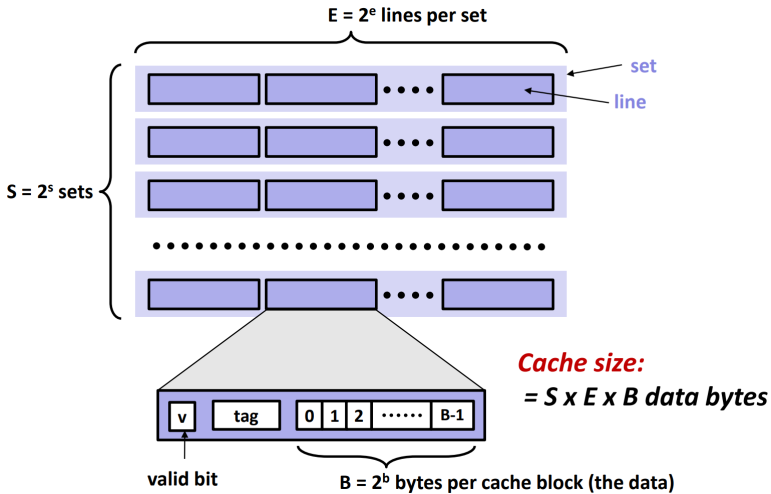 E = 2ᵉ lines per set
set
line
S = 2ˢ sets
Cache size:
= S x E x B data bytes
v
tag
0 1 2 ······ B-1
valid bit
B = 2ᵇ bytes per cache block (the data)